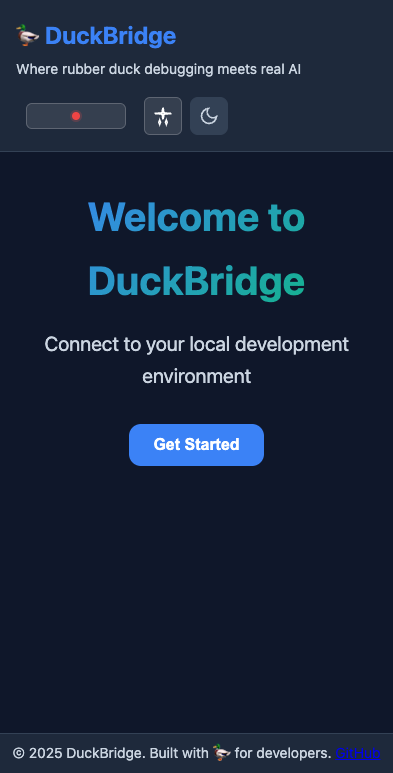 🦆 DuckBridge
Where rubber duck debugging meets real AI
Welcome to
DuckBridge
Connect to your local development
environment
Get Started
© 2025 DuckBridge. Built with 🦆 for developers. GitHub